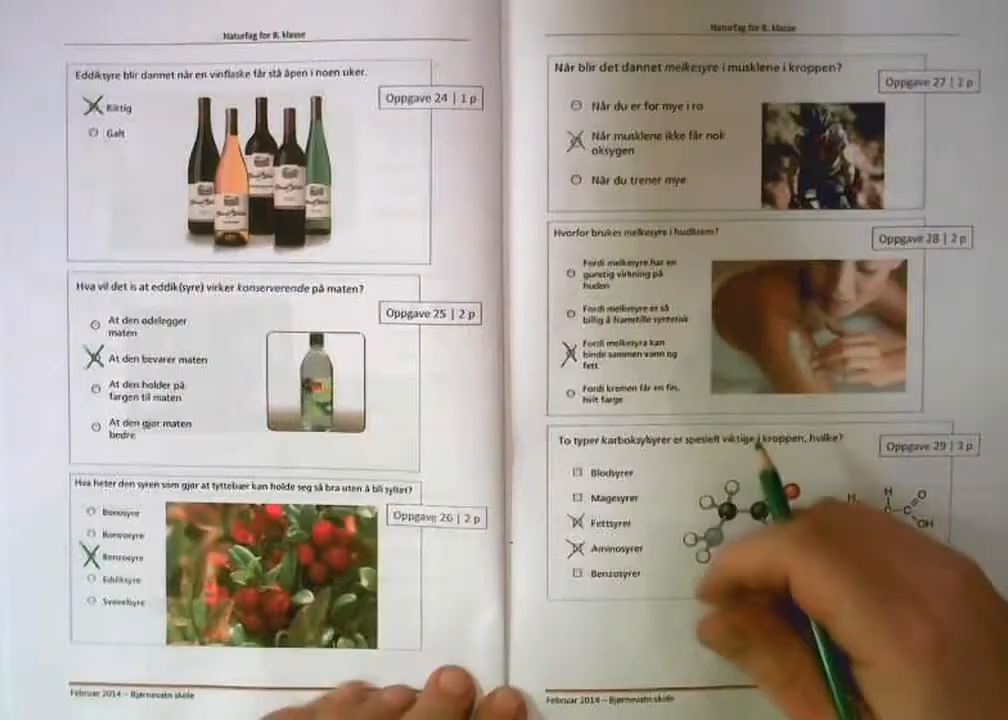 Naturfag for 8. klasse
Eddiksyre blir dannet når en vinflaske får stå åpen i noen uker.
Oppgave 24 | 1 p
Riktig
Galt
Hva vil det is at eddik(syre) virker konserverende på maten?
Oppgave 25 | 2 p
At den ødelegger
maten
At den bevarer maten
At den holder på
fargen til maten
At den gjør maten
bedre
Hva heter den syren som gjør at tyttebær kan holde seg så bra uten å bli syltet?
Oppgave 26 | 2 p
Benzosyre
Eddiksyre
Svovelsyre
Februar 2014 – Bjørnevatn skole
Naturfag for 8. klasse
Når blir det dannet melkesyre i musklene i kroppen?
Oppgave 27 | 2 p
Når du er for mye i ro
Når musklene ikke får nok
oksygen
Når du trener mye
Hvorfor brukes melkesyre i hudkrem?
Oppgave 28 | 2 p
Fordi melkesyre har en
gunstig virkning på
huden
Fordi melkesyre er så
billig å framstille syntetisk
Fordi melkesyra kan
binde sammen vann og
fett
Fordi kremen får en fin,
hvit farge
To typer karboksylsyrer er spesielt viktige i kroppen, hvilke?
Oppgave 29 | 3 p
Blodsyrer
Magesyrer
Fettsyrer
Aminosyrer
Benzosyrer
H
H
O
C
OH
Februar 2014 – Bjørnevatn skole